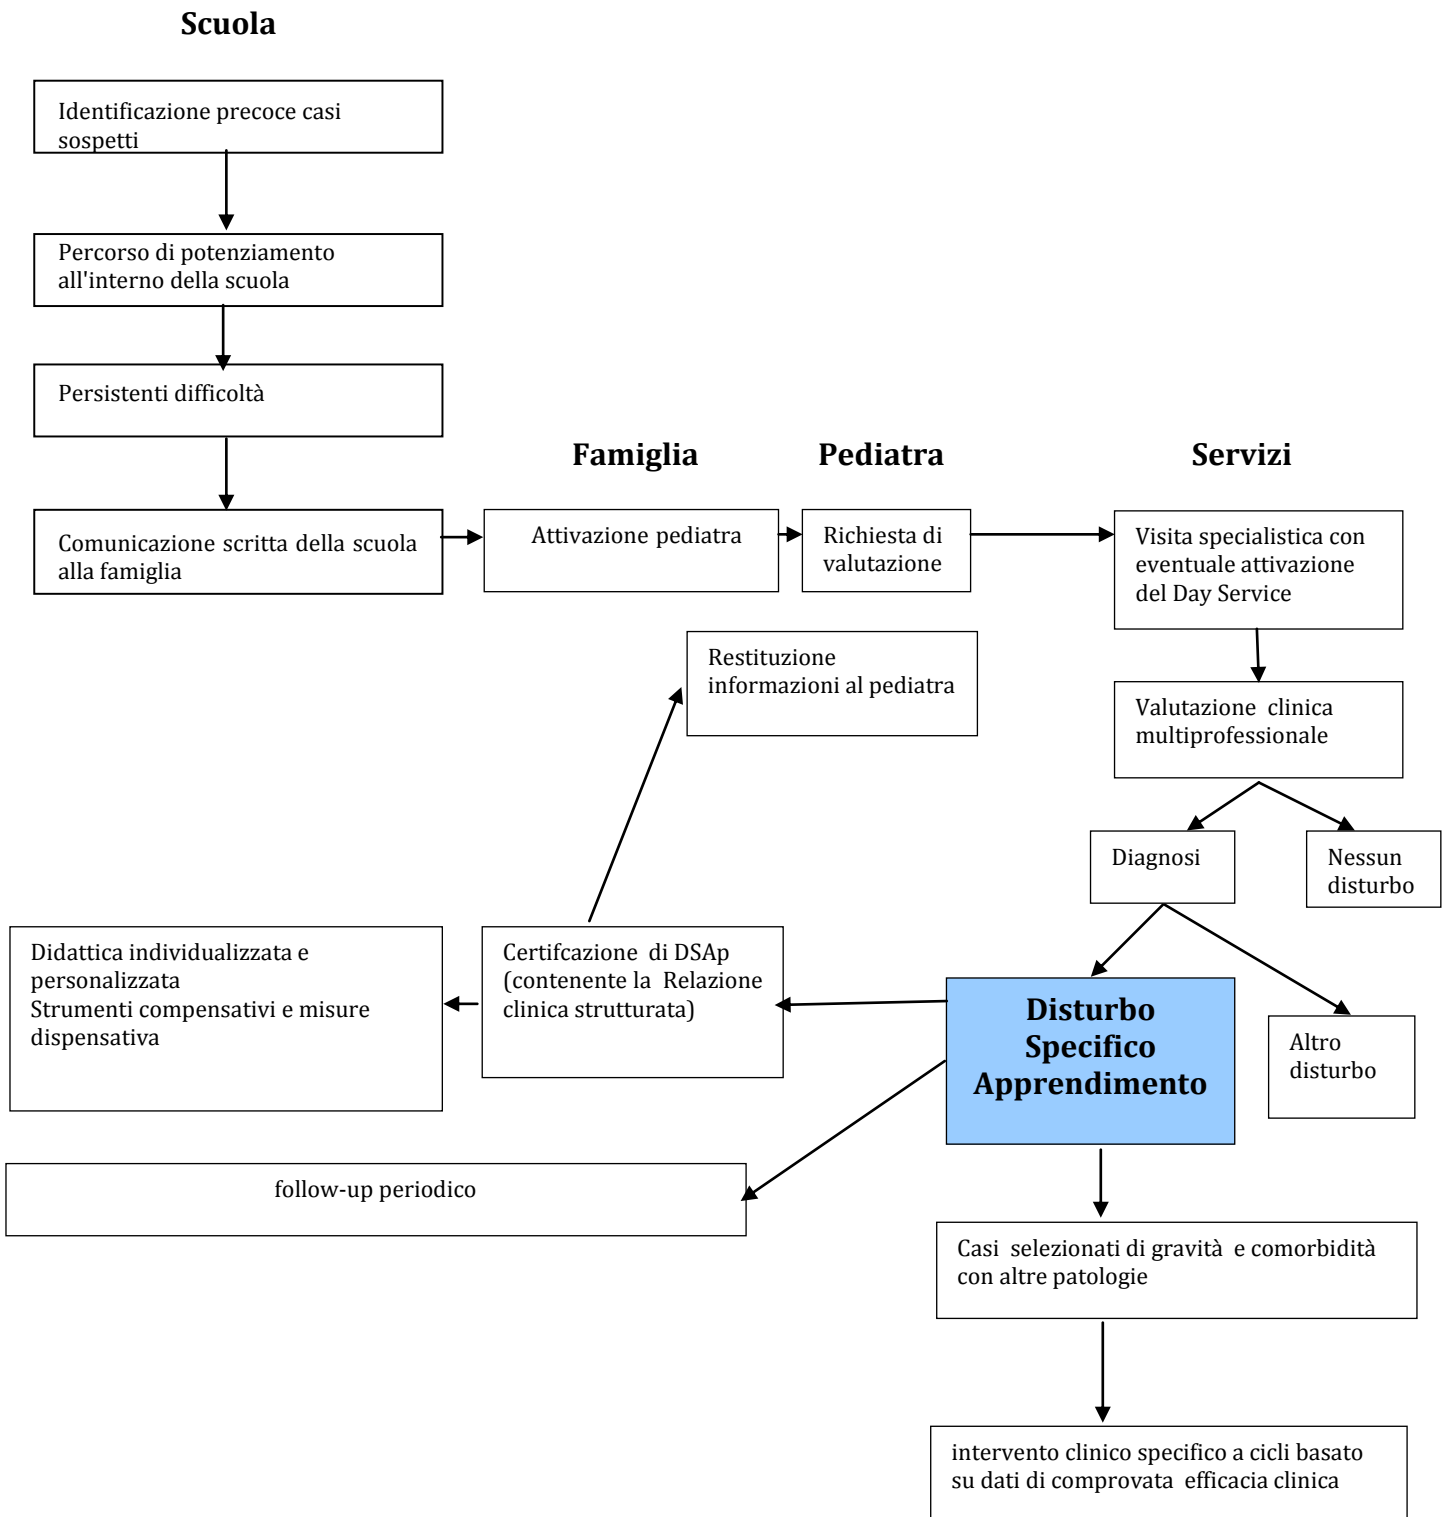 Scuola
Identificazione precoce casi
sospetti
Percorso di potenziamento
all'interno della scuola
Persistenti difficoltà
Famiglia
Pediatra
Servizi
Comunicazione scritta della scuola
alla famiglia
Attivazione pediatra
Richiesta di
valutazione
Visita specialistica con
eventuale attivazione
del Day Service
Restituzione
informazioni al pediatra
Valutazione  clinica
multiprofessionale
Diagnosi
Nessun
disturbo
Didattica individualizzata e
personalizzata
Strumenti compensativi e misure
dispensativa
Certifcazione  di DSAp
(contenente la  Relazione
clinica strutturata)
Disturbo
Specifico
Apprendimento
Altro
disturbo
follow-up periodico
Casi  selezionati di gravità  e comorbidità
con altre patologie
intervento clinico specifico a cicli basato
su dati di comprovata  efficacia clinica